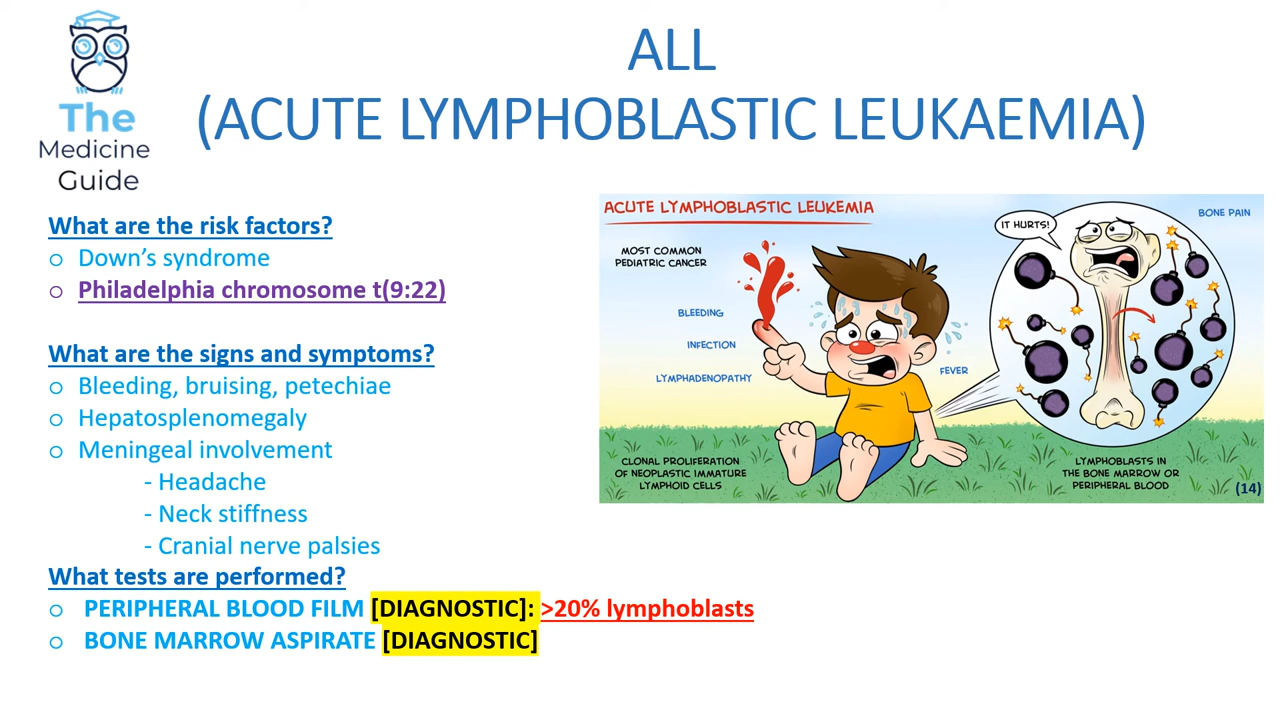 The
Medicine
Guide
ALL
(ACUTE LYMPHOBLASTIC LEUKAEMIA)
What are the risk factors?
o Down’s syndrome
o Philadelphia chromosome t(9:22)
What are the signs and symptoms?
o Bleeding, bruising, petechiae
o Hepatosplenomegaly
o Meningeal involvement
- Headache
- Neck stiffness
- Cranial nerve palsies
What tests are performed?
o PERIPHERAL BLOOD FILM [DIAGNOSTIC]: >20% lymphoblasts
o BONE MARROW ASPIRATE [DIAGNOSTIC]
ACUTE LYMPHOBLASTIC LEUKEMIA
MOST COMMON
PEDIATRIC CANCER
BLEEDING
INFECTION
LYMPHADENOPATHY
FEVER
IT HURTS!
BONE PAIN
CLONAL PROLIFERATION
OF NEOPLASTIC IMMATURE
LYMPHOID CELLS
LYMPHOBLASTS IN
THE BONE MARROW OR
PERIPHERAL BLOOD
(14)